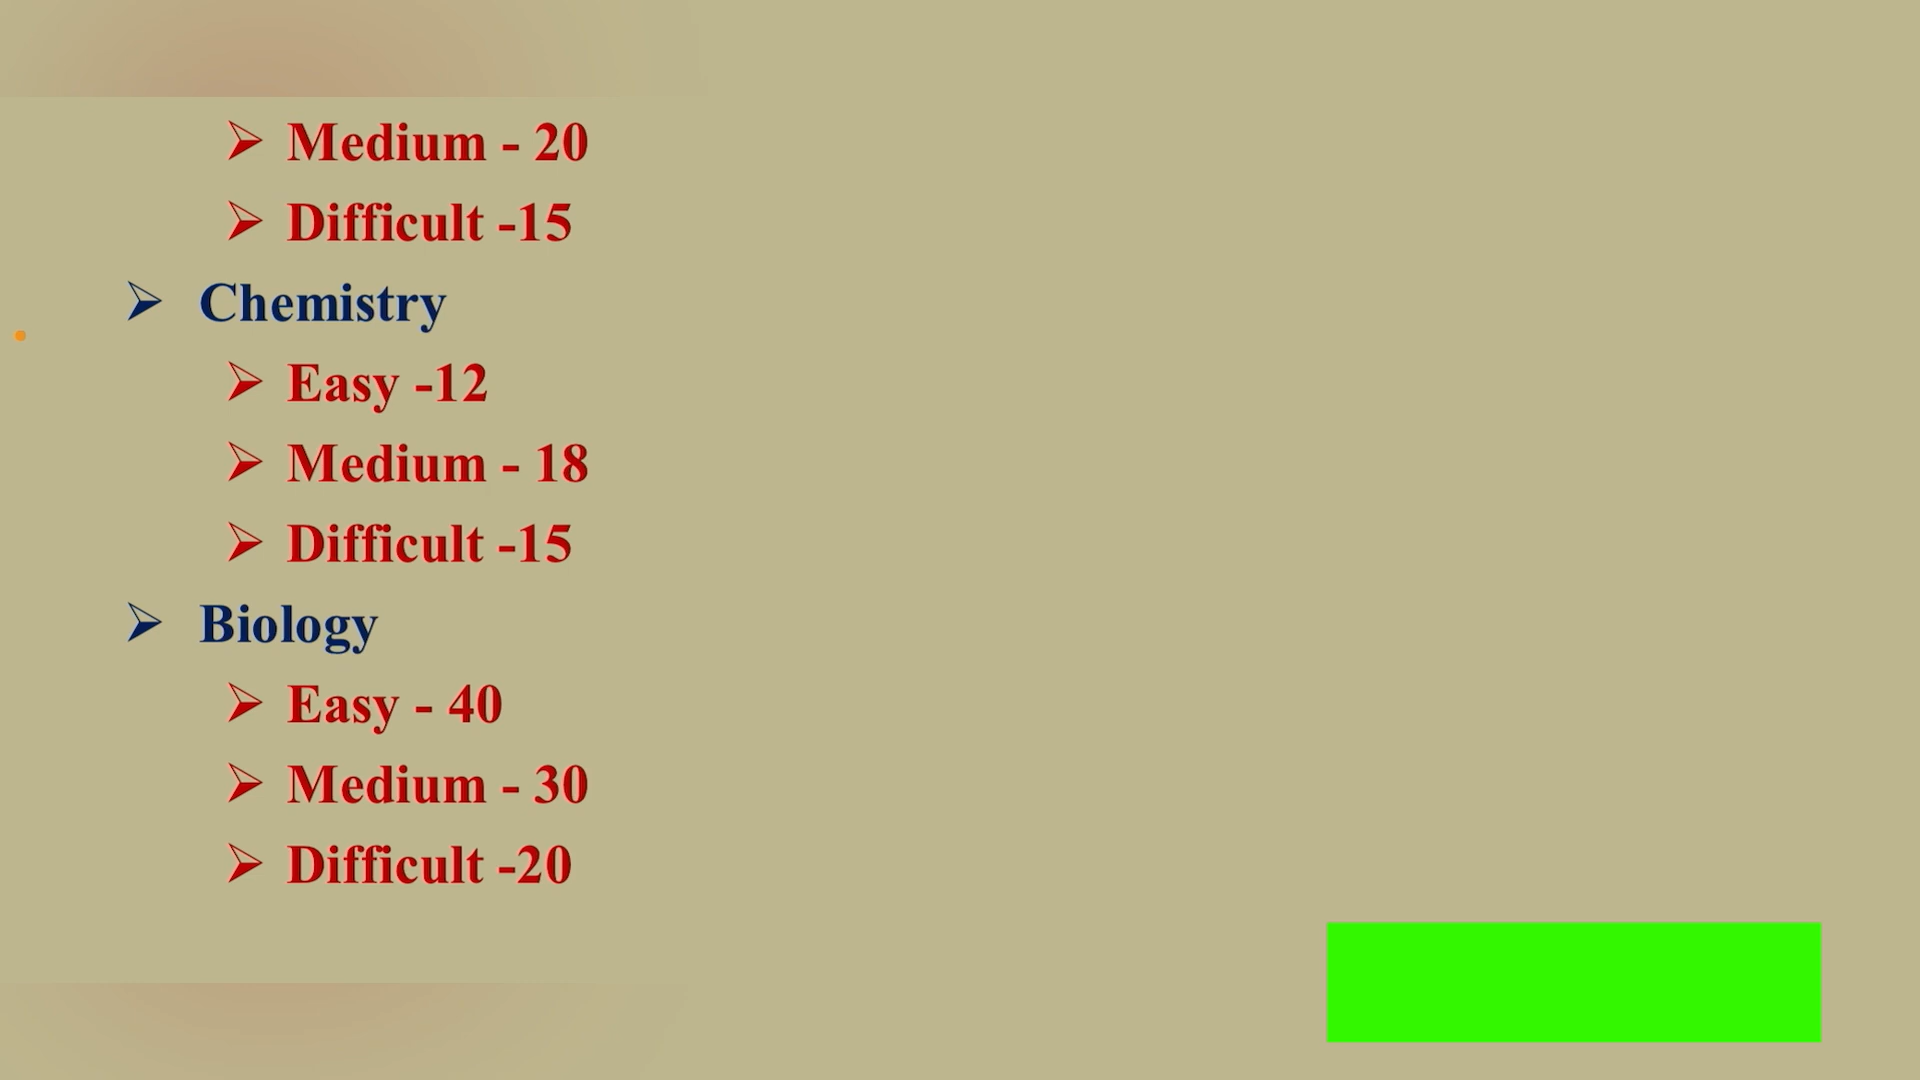 ➢ Medium - 20
➢ Difficult -15
➢ Chemistry
➢ Easy -12
➢ Medium - 18
➢ Difficult -15
➢ Biology
➢ Easy - 40
➢ Medium - 30
➢ Difficult -20